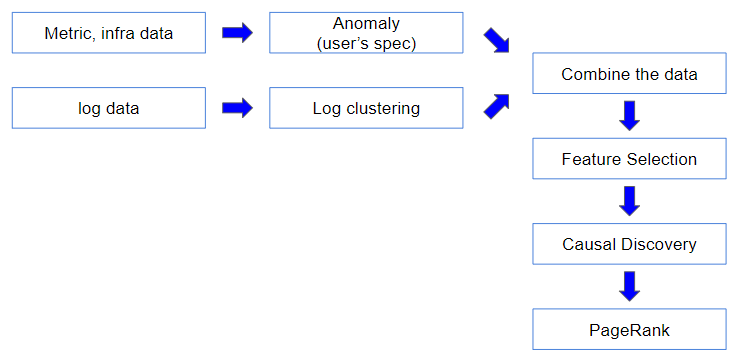 Metric, infra data
Anomaly
(user's spec)
log data
Log clustering
Combine the data
Feature Selection
Causal Discovery
PageRank